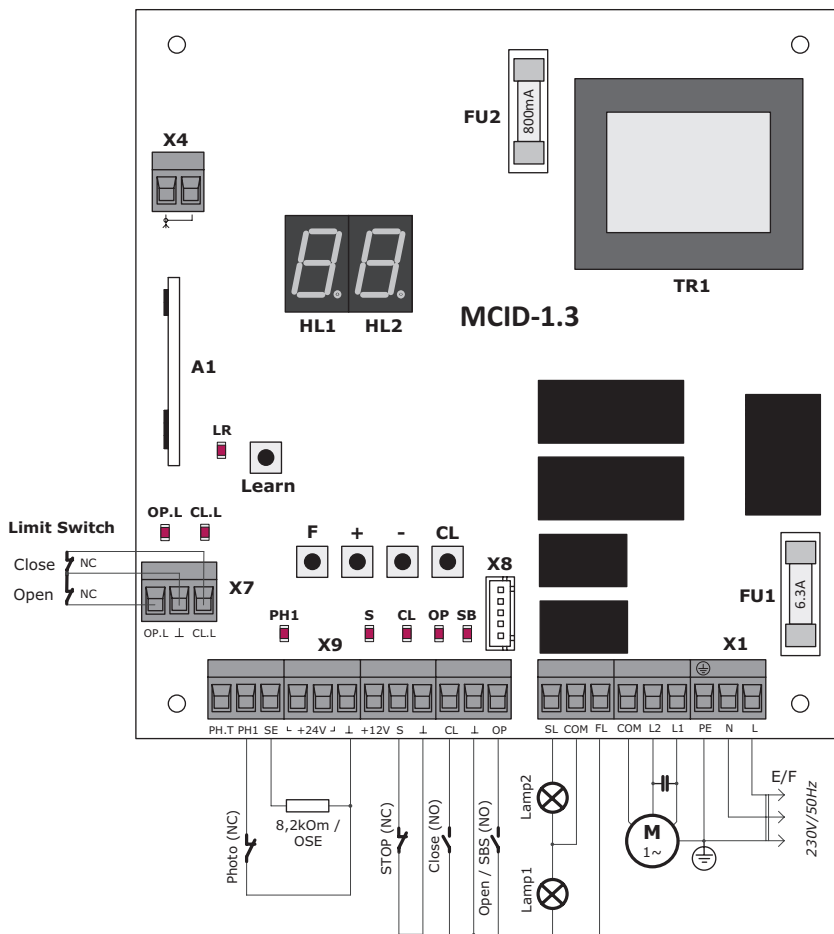 FU2
800mA
X4
TR1
HL1 HL2
MCID-1.3
A1
LR
Learn
OP.L CL.L
Limit Switch
Close NC
Open NC
X7
OP.L ⊥ CL.L
F + - CL
X8
FU1
6.3A
PH1 S CL OP SB
X9
X1
PH.T PH1 SE └ +24V ┘ ⊥ +12V S ⊥ CL ⊥ OP
SL COM FL COM L2 L1 PE N L
Photo (NC)
8,2kOm /
OSE
STOP (NC)
Close (NO)
Open / SBS (NO)
Lamp2
Lamp1
M
1~
E/F
230V/50Hz